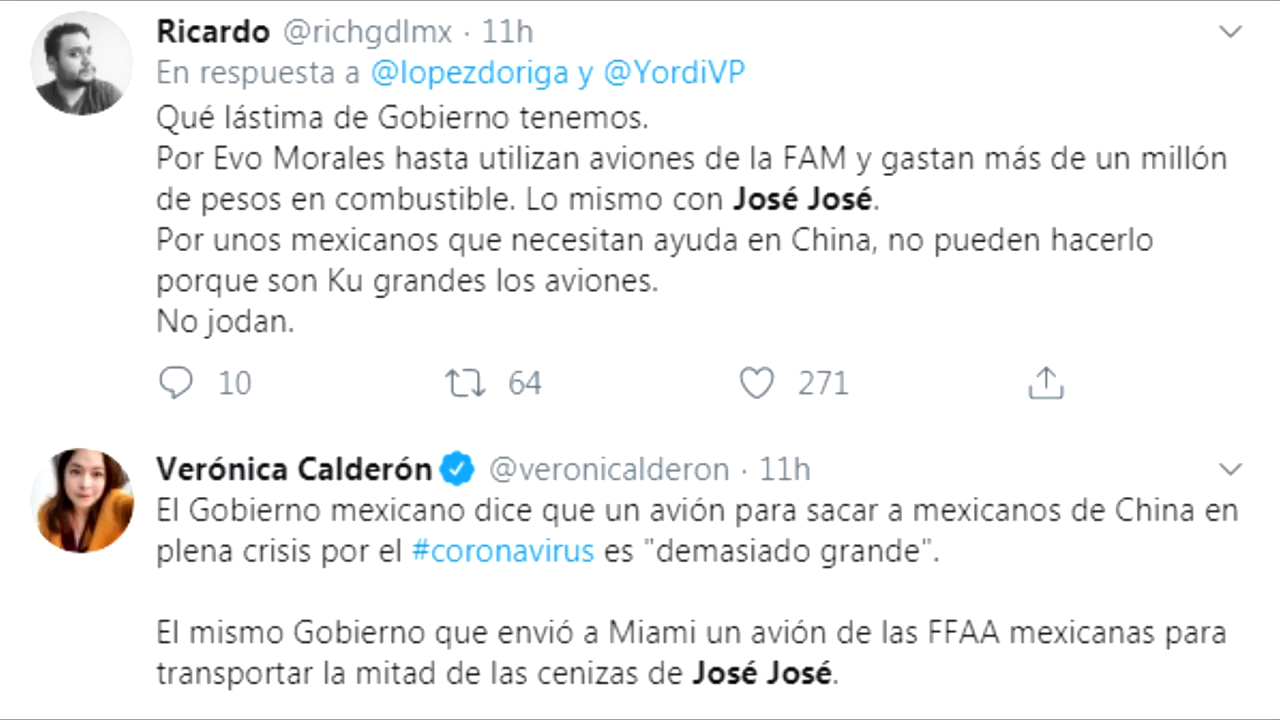 Ricardo @richgdlmx · 11h
En respuesta a @lopezdoriga y @YordiVP
Qué lástima de Gobierno tenemos.
Por Evo Morales hasta utilizan aviones de la FAM y gastan más de un millón
de pesos en combustible. Lo mismo con José José.
Por unos mexicanos que necesitan ayuda en China, no pueden hacerlo
porque son Ku grandes los aviones.
No jodan.
10 64 271
Verónica Calderón @veronicalderon · 11h
El Gobierno mexicano dice que un avión para sacar a mexicanos de China en
plena crisis por el #coronavirus es "demasiado grande".
El mismo Gobierno que envió a Miami un avión de las FFAA mexicanas para
transportar la mitad de las cenizas de José José.